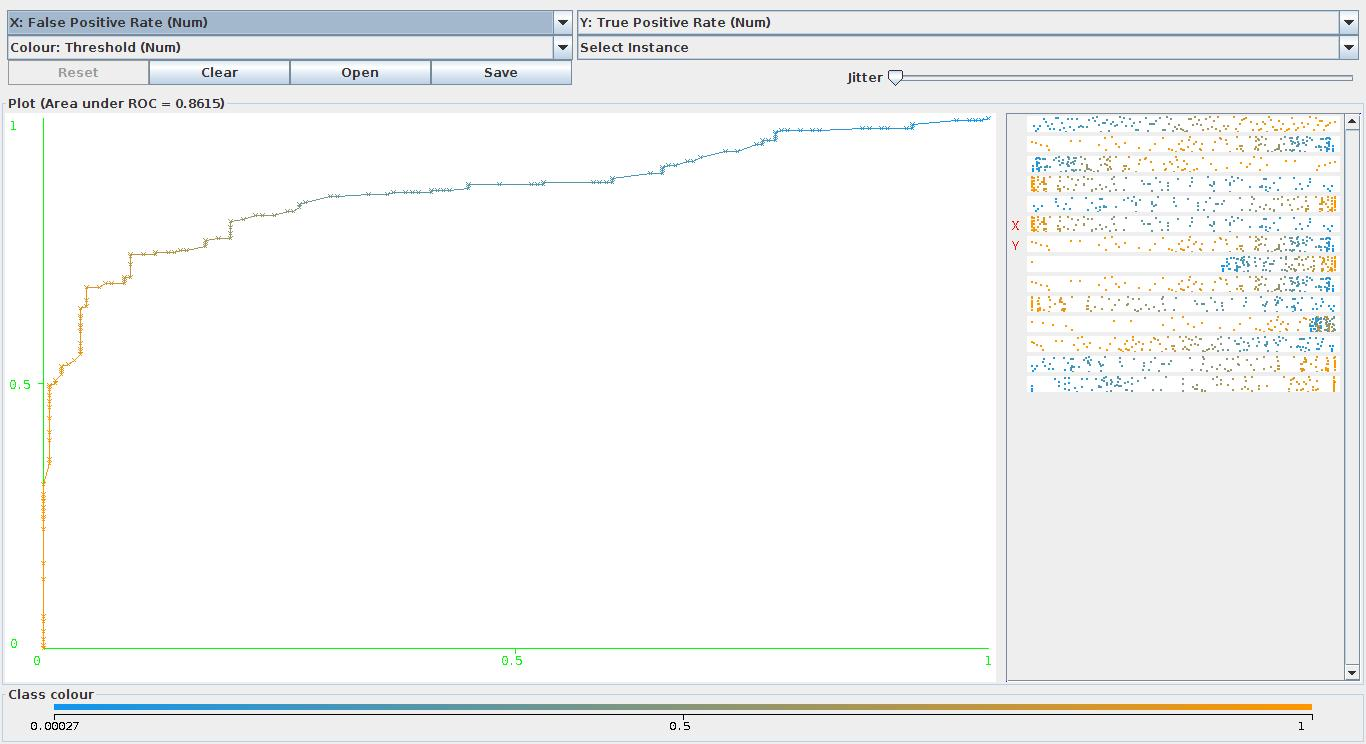 X: False Positive Rate (Num)
Y: True Positive Rate (Num)
Colour: Threshold (Num)
Select Instance
Reset
Clear
Open
Save
Jitter
Plot (Area under ROC = 0.8615)
1
0.5
0
0
0.5
1
X
Y
Class colour
0.00027
0.5
1